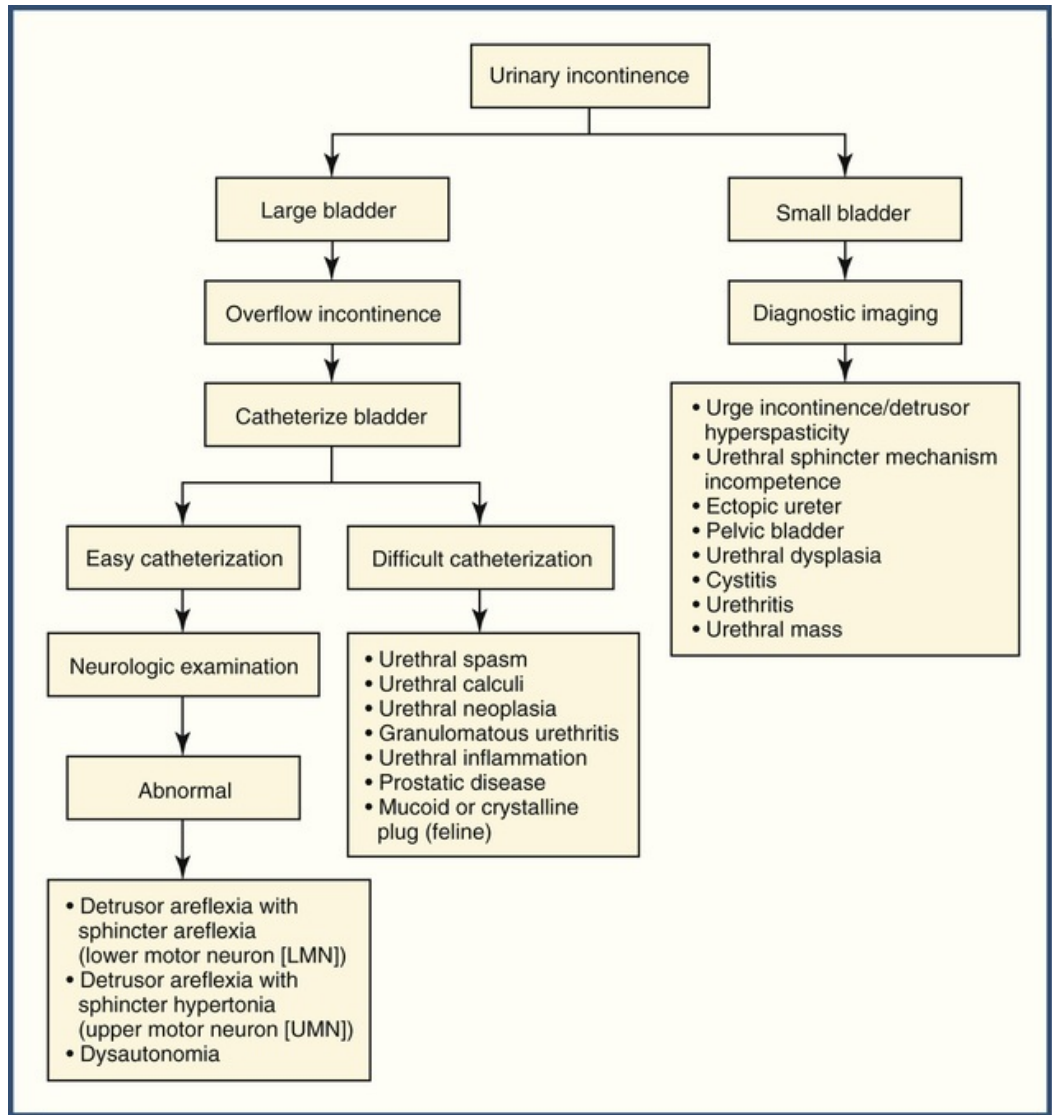 Urinary incontinence
Large bladder
Small bladder
Overflow incontinence
Diagnostic imaging
Catheterize bladder
• Urge incontinence/detrusor
hyperspasticity
• Urethral sphincter mechanism
incompetence
• Ectopic ureter
• Pelvic bladder
• Urethral dysplasia
• Cystitis
• Urethritis
• Urethral mass
Easy catheterization
Difficult catheterization
Neurologic examination
• Urethral spasm
• Urethral calculi
• Urethral neoplasia
• Granulomatous urethritis
• Urethral inflammation
• Prostatic disease
• Mucoid or crystalline
plug (feline)
Abnormal
• Detrusor areflexia with
sphincter areflexia
(lower motor neuron [LMN])
• Detrusor areflexia with
sphincter hypertonia
(upper motor neuron [UMN])
• Dysautonomia